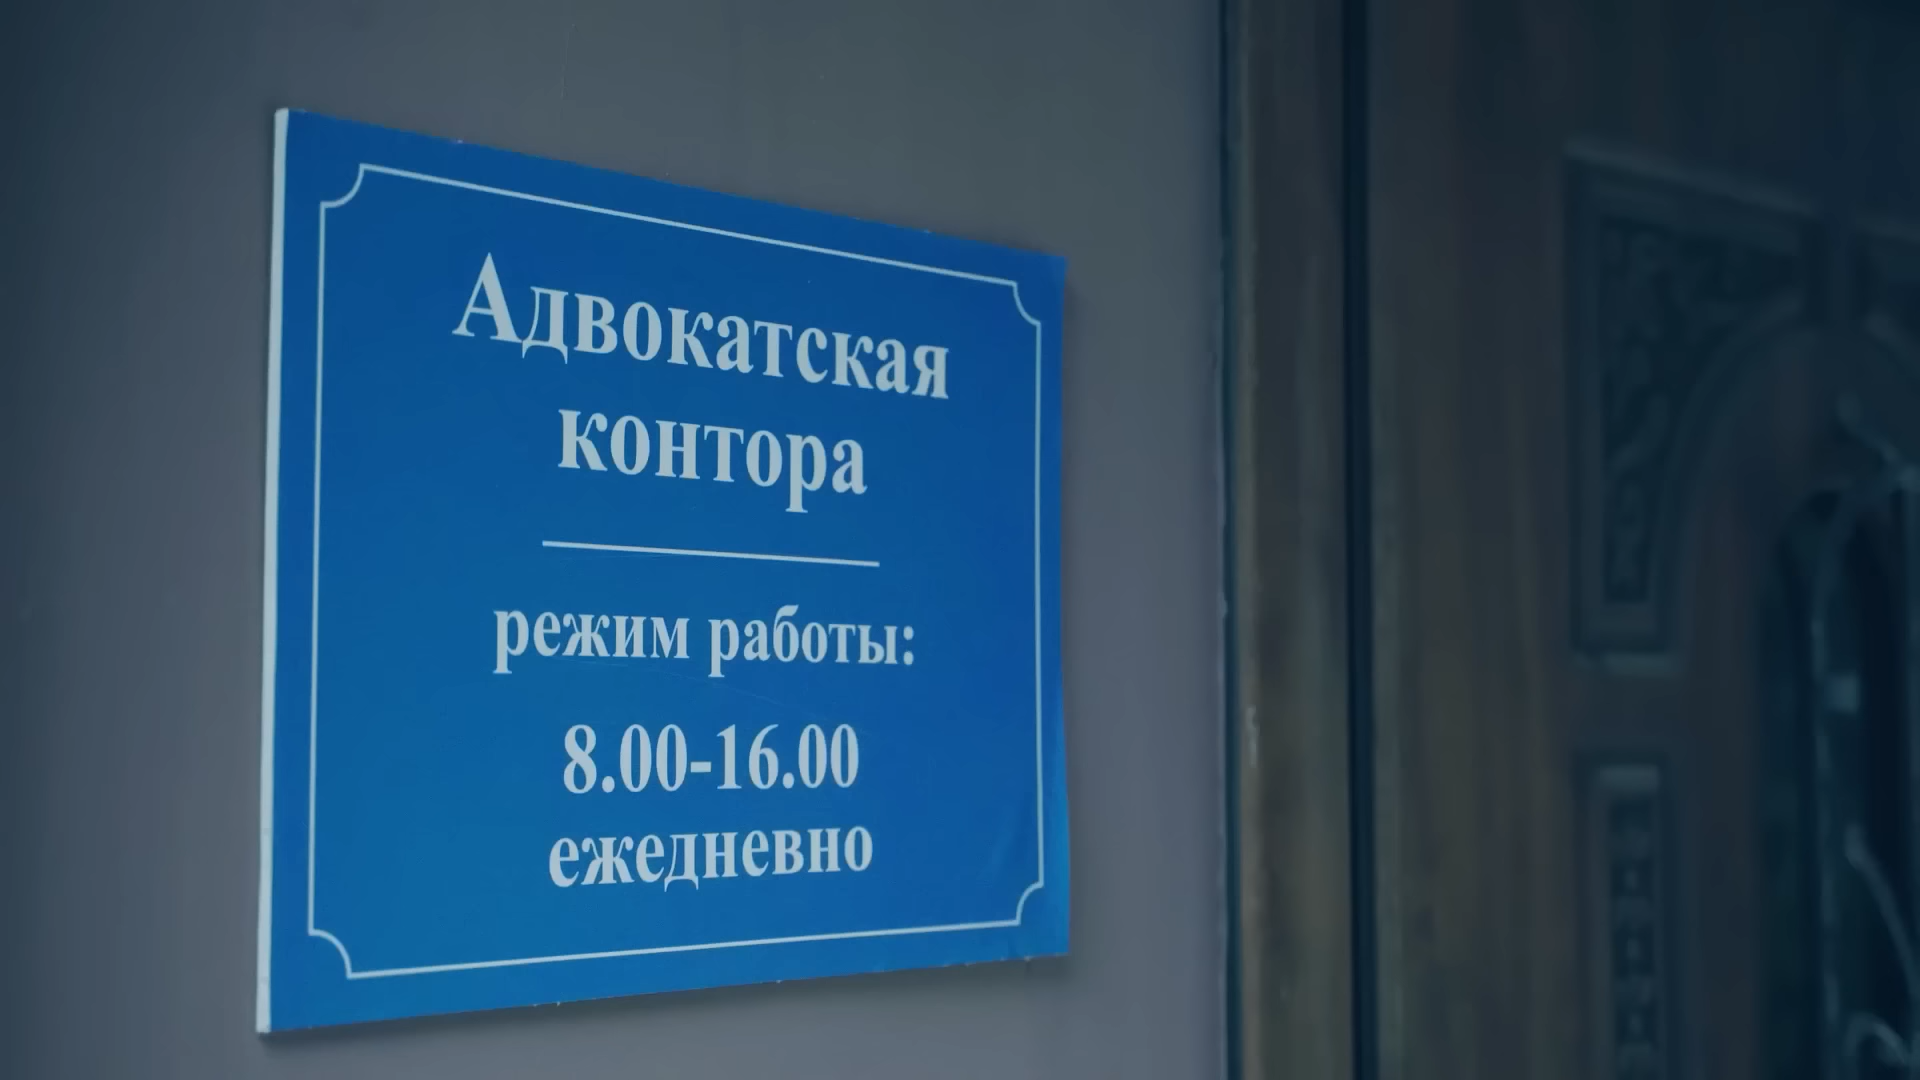 Адвокатская
контора
режим работы:
8.00-16.00
ежедневно